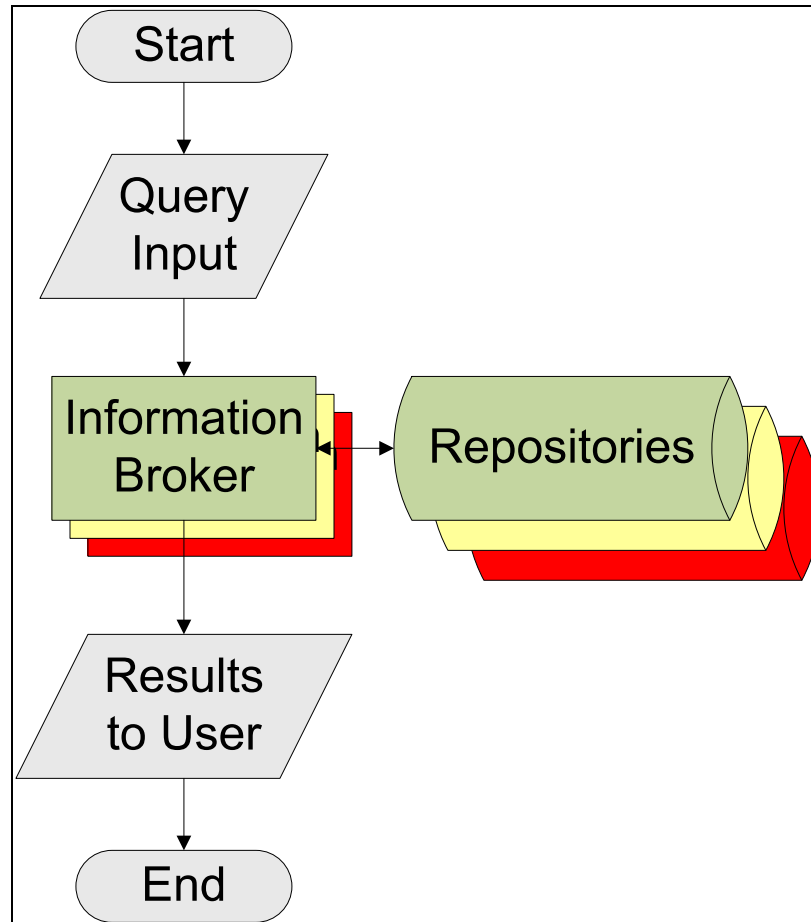 Start
Query
Input
Information
Broker
Repositories
Results
to User
End